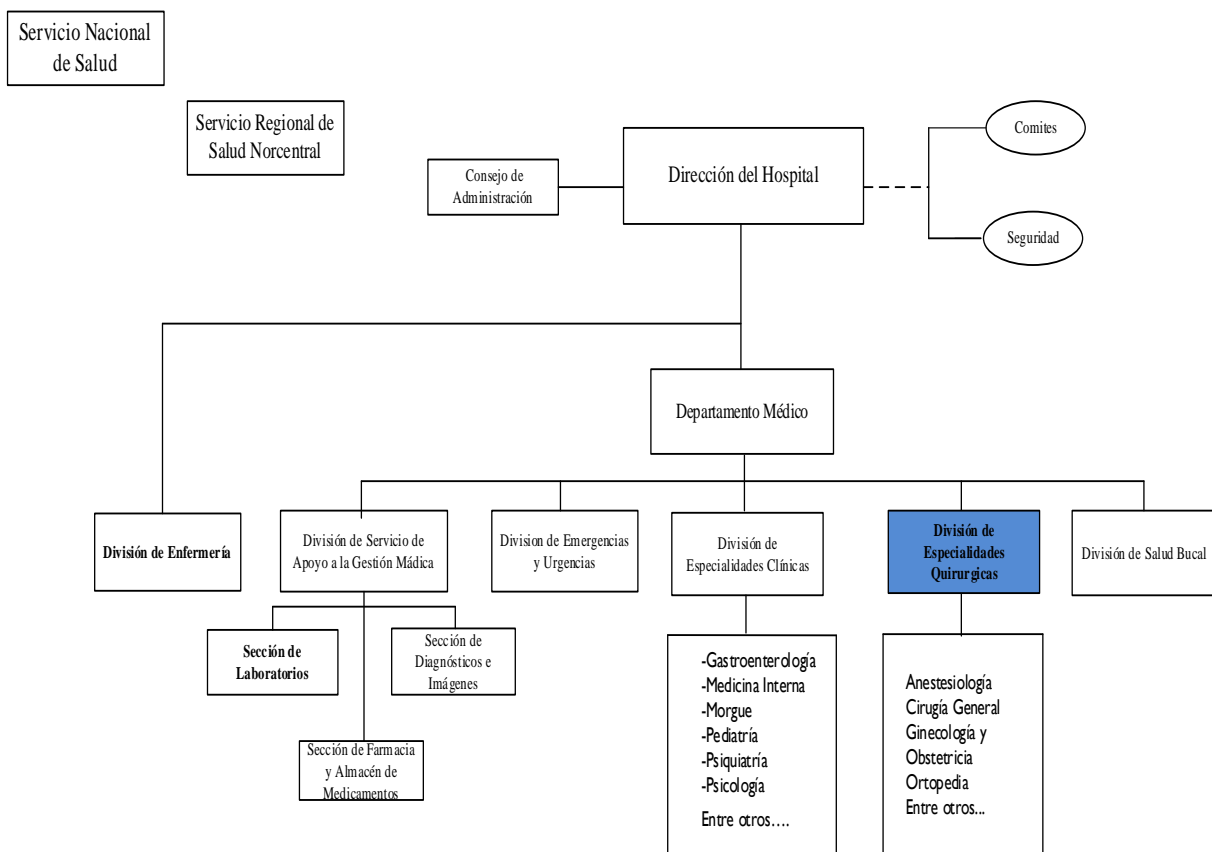 Servicio Nacional
de Salud
Servicio Regional de
Salud Norcentral
Consejo de
Administración
Dirección del Hospital
Comites
Seguridad
Departamento Médico
División de Enfermería
División de Servicio de
Apoyo a la Gestión Mádica
Division de Emergencias
y Urgencias
División de
Especialidades Clínicas
División de
Especialidades
Quirurgicas
División de Salud Bucal
Sección de
Laboratorios
Sección de
Diagnósticos e
Imágenes
Sección de Farmacia
y Almacén de
Medicamentos
-Gastroenterología
-Medicina Interna
-Morgue
-Pediatría
-Psiquiatría
-Psicología
Entre otros….
Anestesiología
Cirugía General
Ginecología y
Obstetricia
Ortopedia
Entre otros...